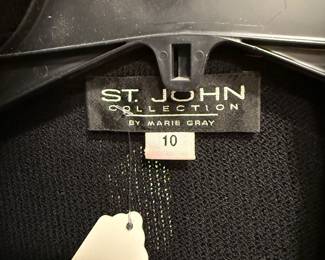 ST. JOHN
COLLECTION
BY MARIE GRAY
10